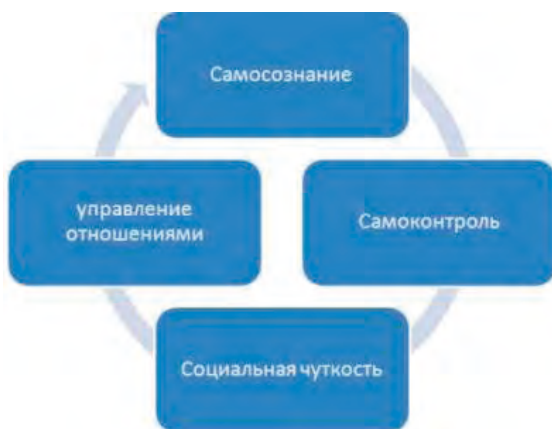 Самосознание
управление
отношениями
Самоконтроль
Социальная чуткость